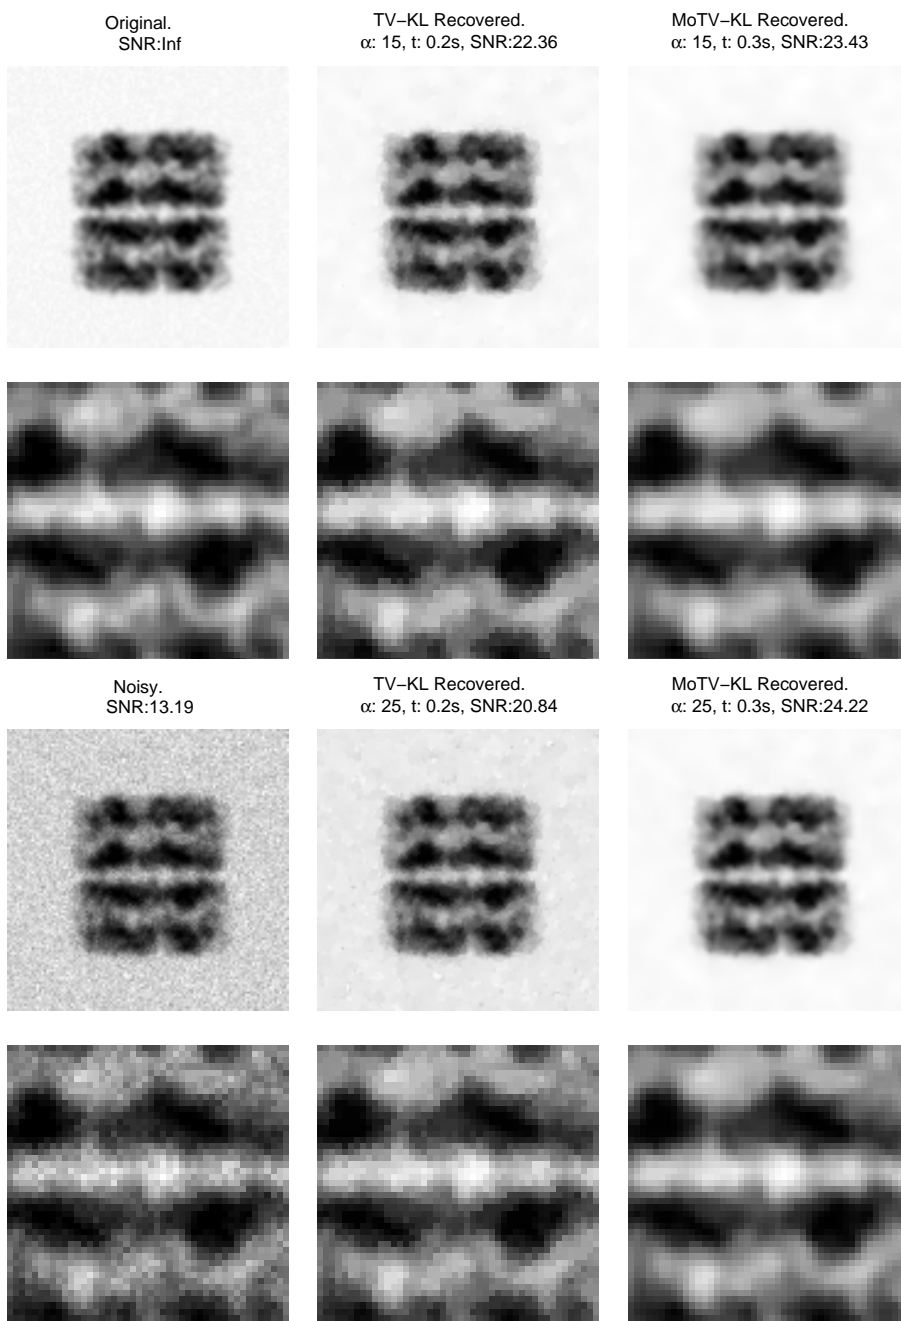 Original.
SNR:Inf
TV−KL Recovered.
α: 15, t: 0.2s, SNR:22.36
MoTV−KL Recovered.
α: 15, t: 0.3s, SNR:23.43
Noisy.
SNR:13.19
TV−KL Recovered.
α: 25, t: 0.2s, SNR:20.84
MoTV−KL Recovered.
α: 25, t: 0.3s, SNR:24.22